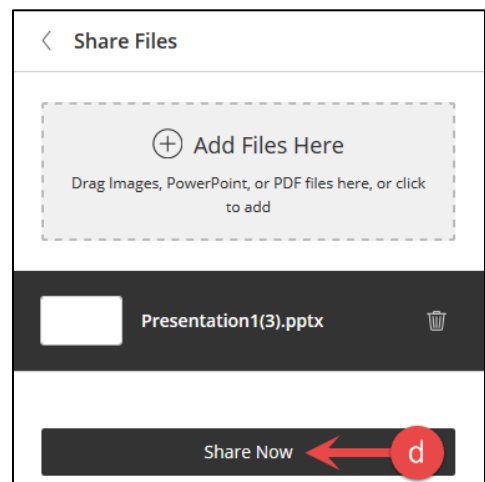 Share Files
Add Files Here
Drag Images, PowerPoint, or PDF files here, or click
to add
Presentation1(3).pptx
Share Now
d